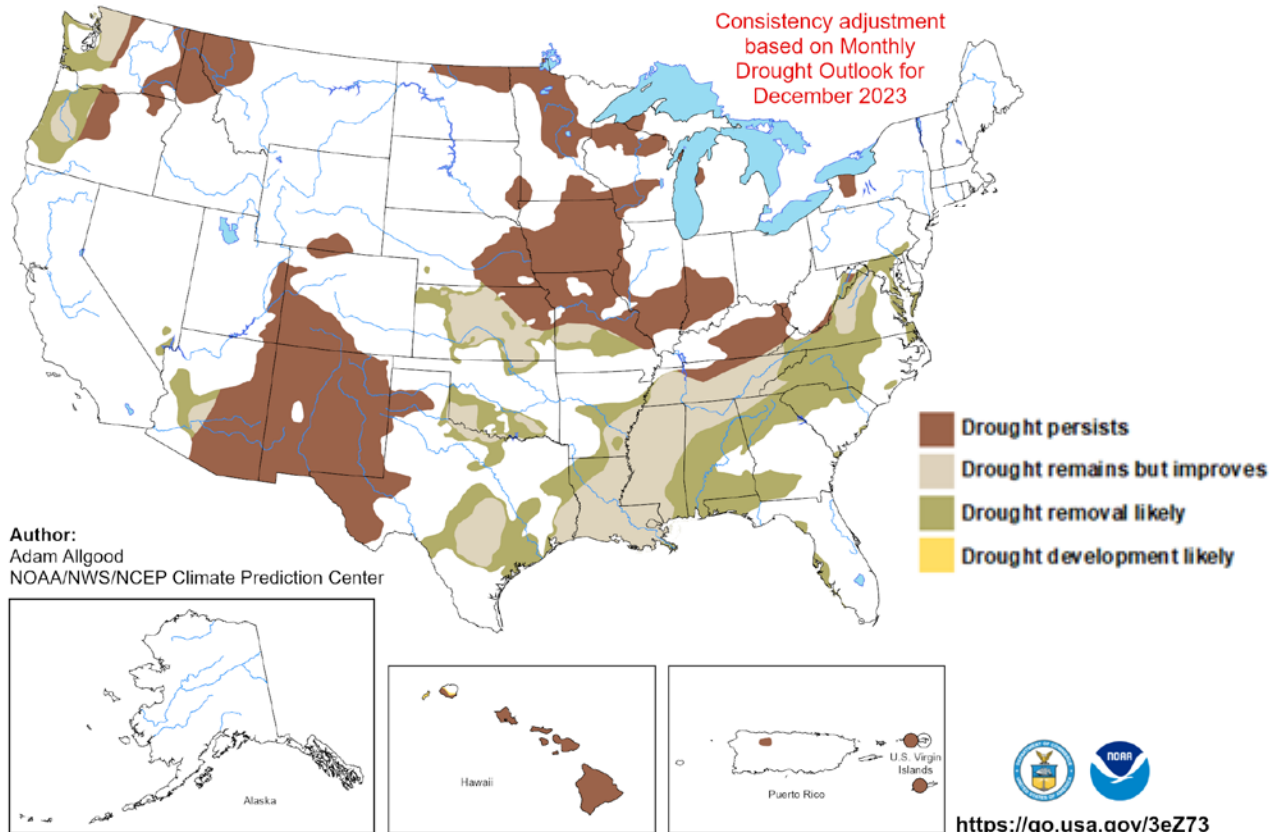 Consistency adjustment
based on Monthly
Drought Outlook for
December 2023
Drought persists
Drought remains but improves
Drought removal likely
Drought development likely
Author:
Adam Allgood
NOAA/NWS/NCEP Climate Prediction Center
Alaska
Hawaii
Puerto Rico
U.S. Virgin
Islands
NOAA
https://go.usa.gov/3eZ73